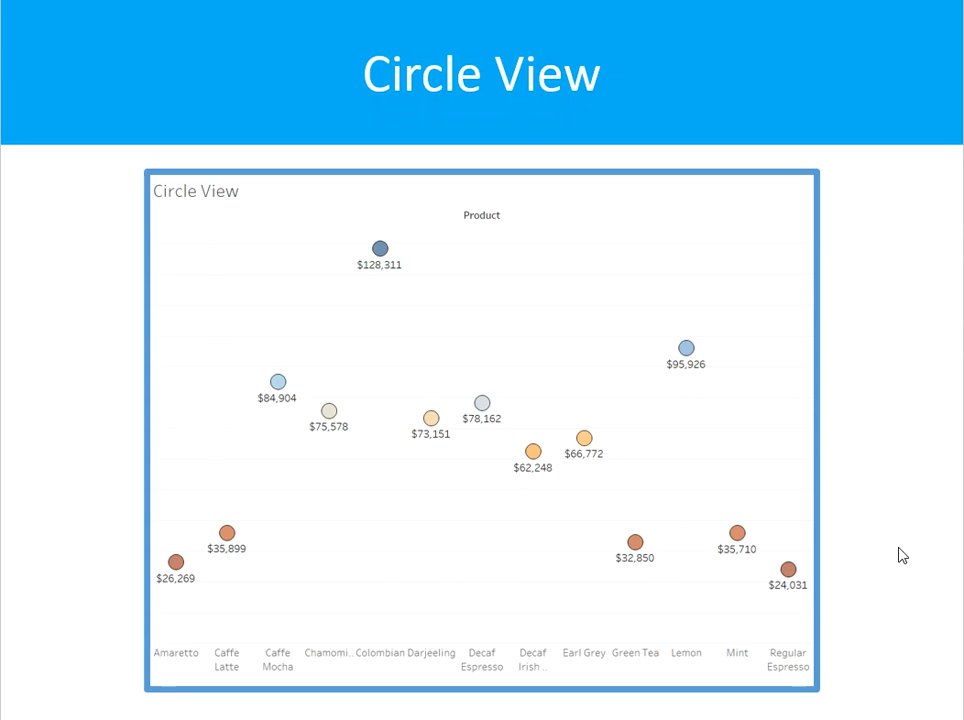 Circle View
Circle View
Product
$128,311
$95,926
$84,904
$75,578
$78,162
$73,151
$66,772
$62,248
$35,899
$35,710
$32,850
$26,269
$24,031
Amaretto Caffe Caffe Chamomi.. Colombian Darjeeling Decaf Decaf Earl Grey Green Tea Lemon Mint Regular
Latte Mocha Espresso Irish .. Espresso